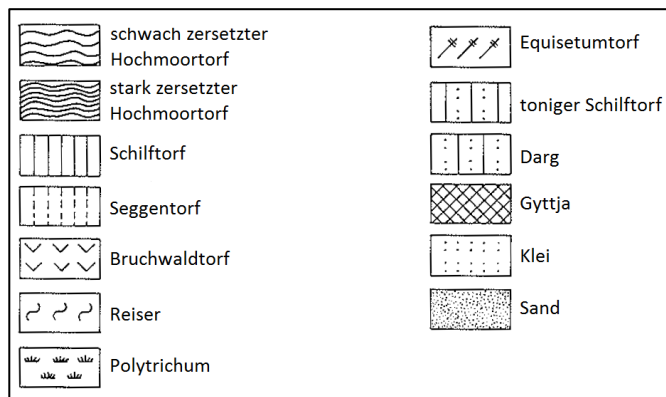 schwach zersetzter
Hochmoortorf
stark zersetzter
Hochmoortorf
Schilftorf
Seggentorf
Bruchwaldtorf
Reiser
Polytrichum
Equisetumtorf
toniger Schilftorf
Darg
Gyttja
Klei
Sand